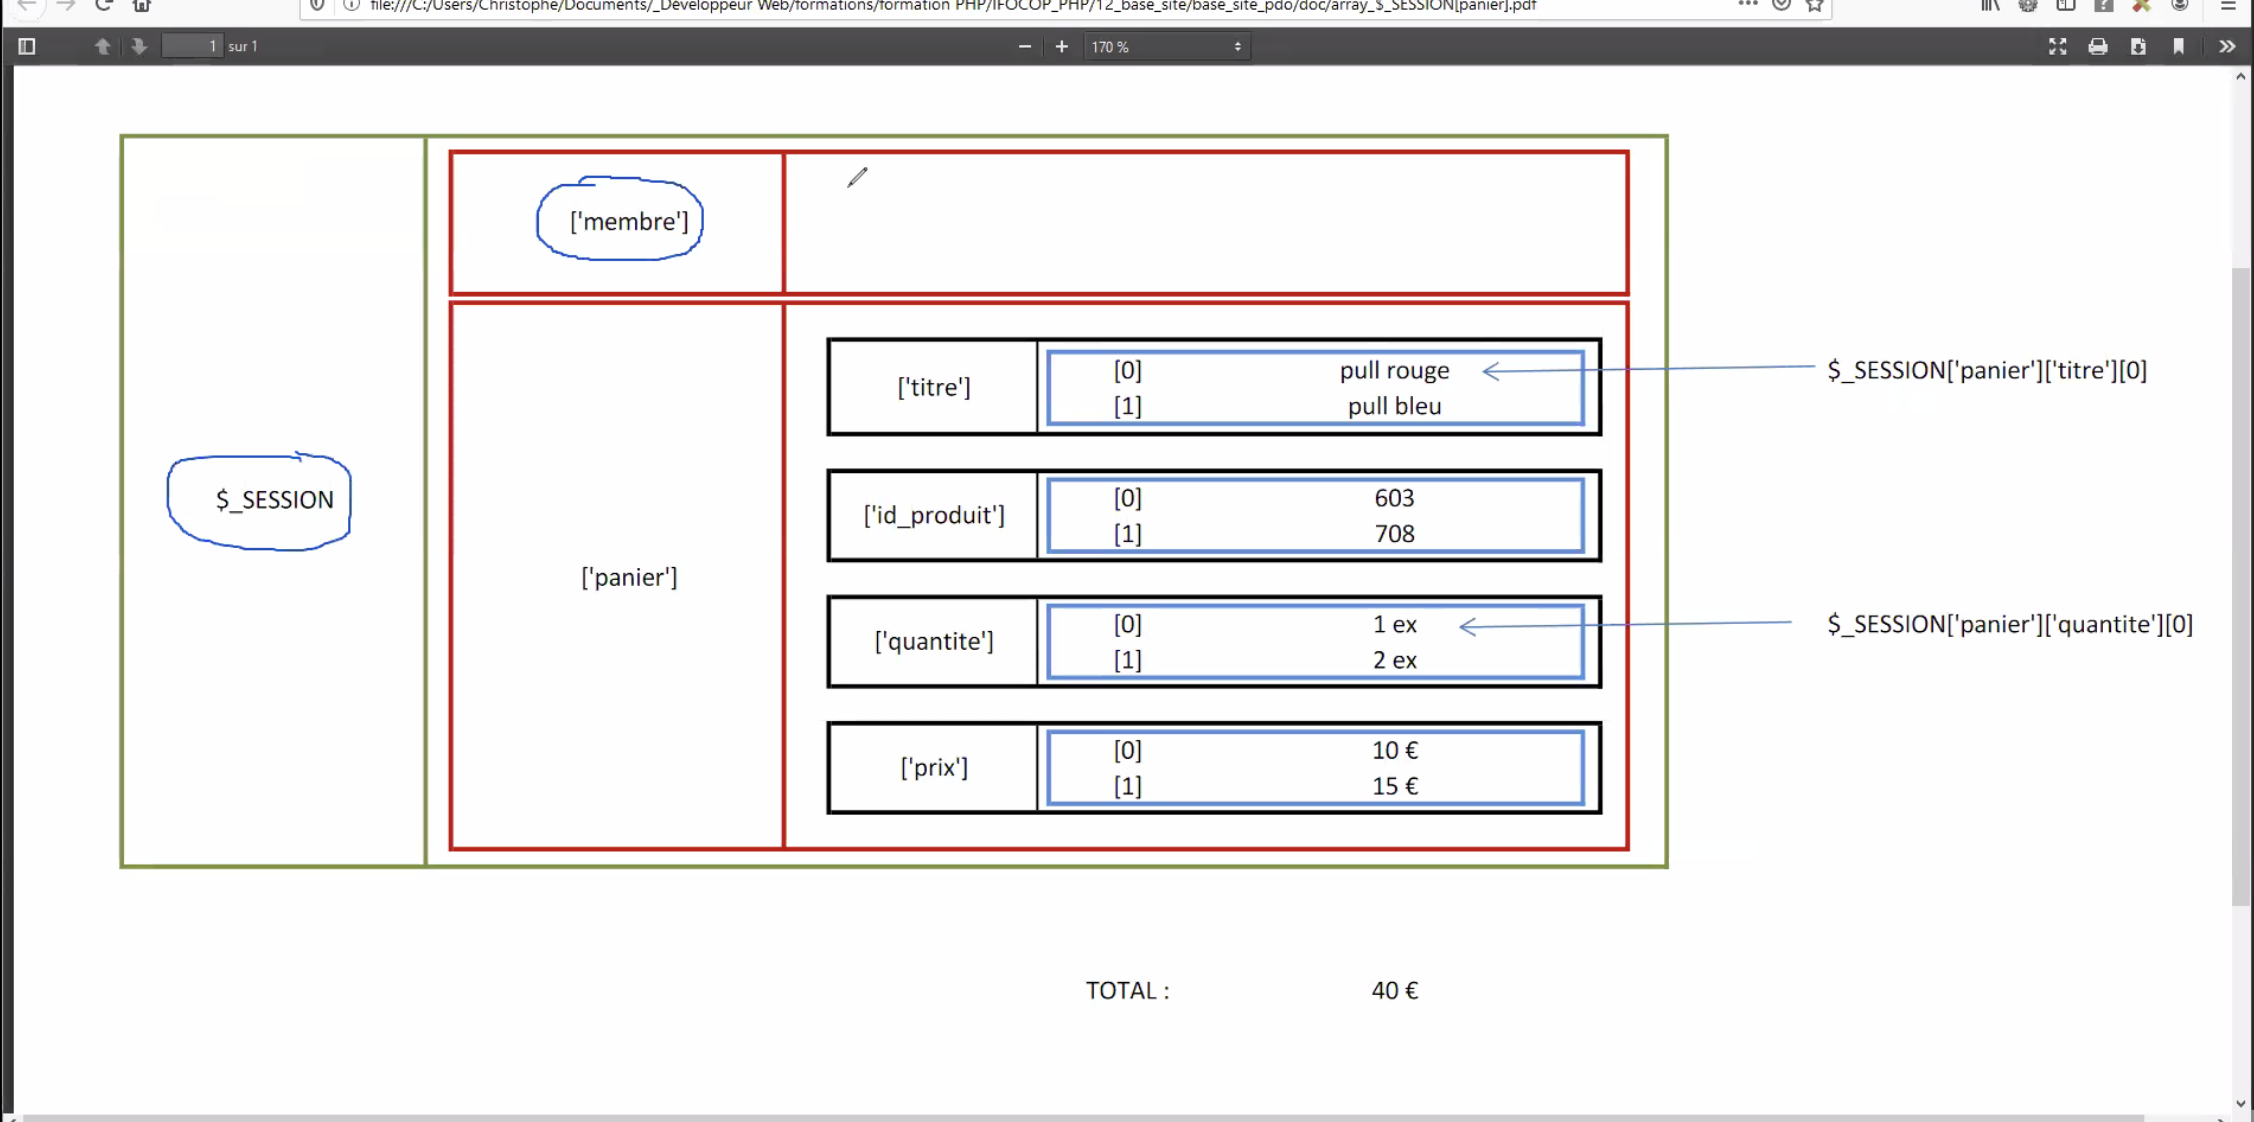 file:///C:/Users/Christophe/Documents/_Développeur Web/formations/formation PHP/IFOCOP_PHP/12_base_site/base_site_pdo/doc/array_$_SESSION[panier].pdf
1 sur 1
170 %
['membre']
['titre']
[0] pull rouge
[1] pull bleu
$_SESSION['panier']['titre'][0]
$_SESSION
['id_produit']
[0] 603
[1] 708
['panier']
['quantite']
[0] 1 ex
[1] 2 ex
$_SESSION['panier']['quantite'][0]
['prix']
[0] 10 €
[1] 15 €
TOTAL : 40 €